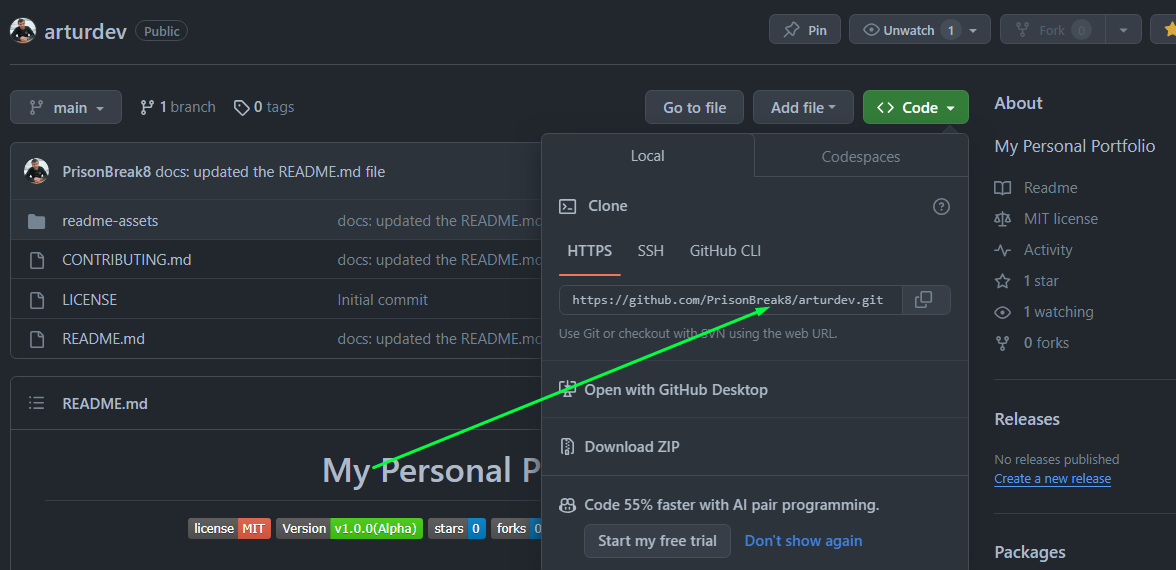 arturdev Public Pin Unwatch 1 Fork 0
main 1 branch 0 tags Go to file Add file Code
PrisonBreak8 docs: updated the README.md file
readme-assets docs: updated the README.md
CONTRIBUTING.md docs: updated the README.md
LICENSE Initial commit
README.md docs: updated the README.md
README.md
My Personal P
license MIT Version v1.0.0(Alpha) stars 0 forks 0
Local Codespaces
Clone
HTTPS SSH GitHub CLI
https://github.com/PrisonBreak8/arturdev.git
Use Git or checkout with SVN using the web URL.
Open with GitHub Desktop
Download ZIP
Code 55% faster with AI pair programming.
Start my free trial Don't show again
About
My Personal Portfolio
Readme
MIT license
Activity
1 star
1 watching
0 forks
Releases
No releases published
Create a new release
Packages